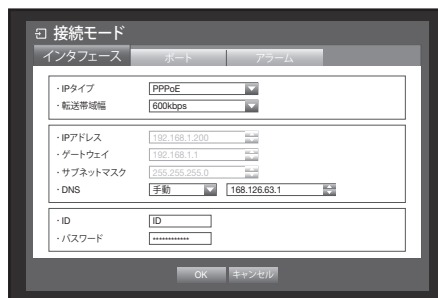 接続モード
インタフェース ポート アラーム
・IPタイプ PPPoE
・転送帯域幅 600kbps
・IPアドレス 192.168.1.200
・ゲートウェイ 192.168.1.1
・サブネットマスク 255.255.255.0
・DNS 手動 168.126.63.1
・ID ID
・パスワード ************
OK キャンセル